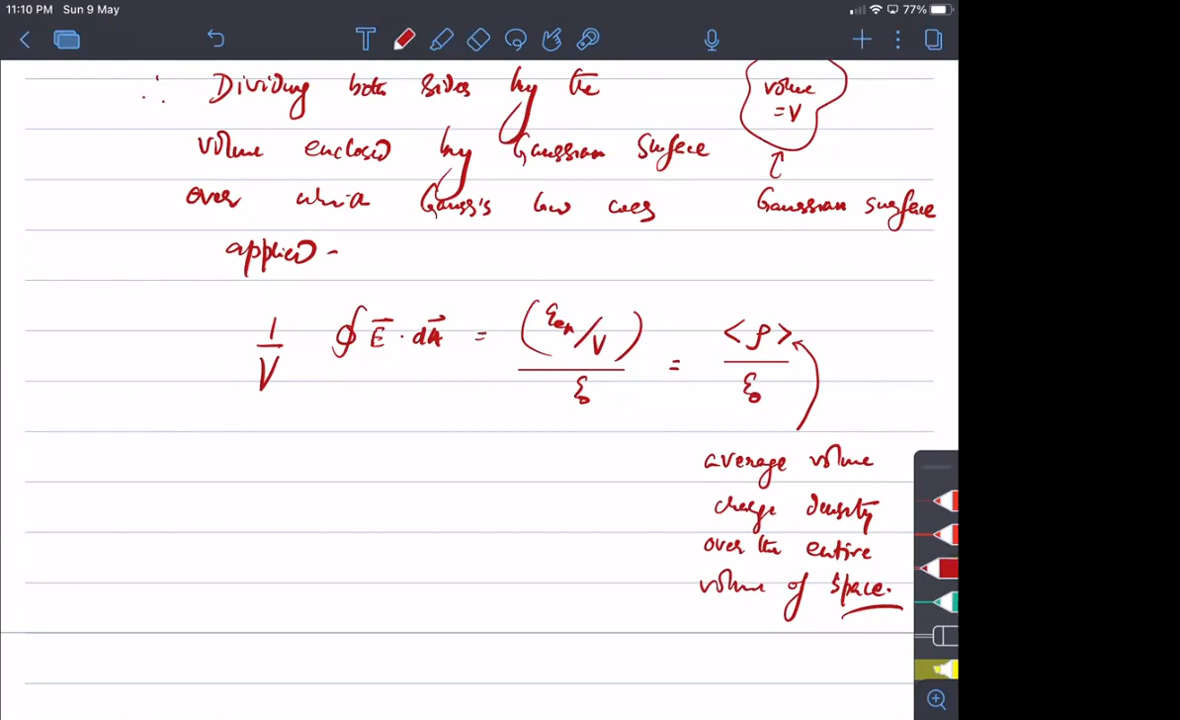 11:10 PM Sun 9 May
77%
∴ Dividing both sides by the
volume enclosed by Gaussian Surface
over which Gauss's law was
applied -
volume
= V
Gaussian surface
1/V ∮ E⃗ · dA⃗ = (q_en/V)/ε₀ = <ρ>/ε₀
average volume
charge density
over the entire
volume of space.